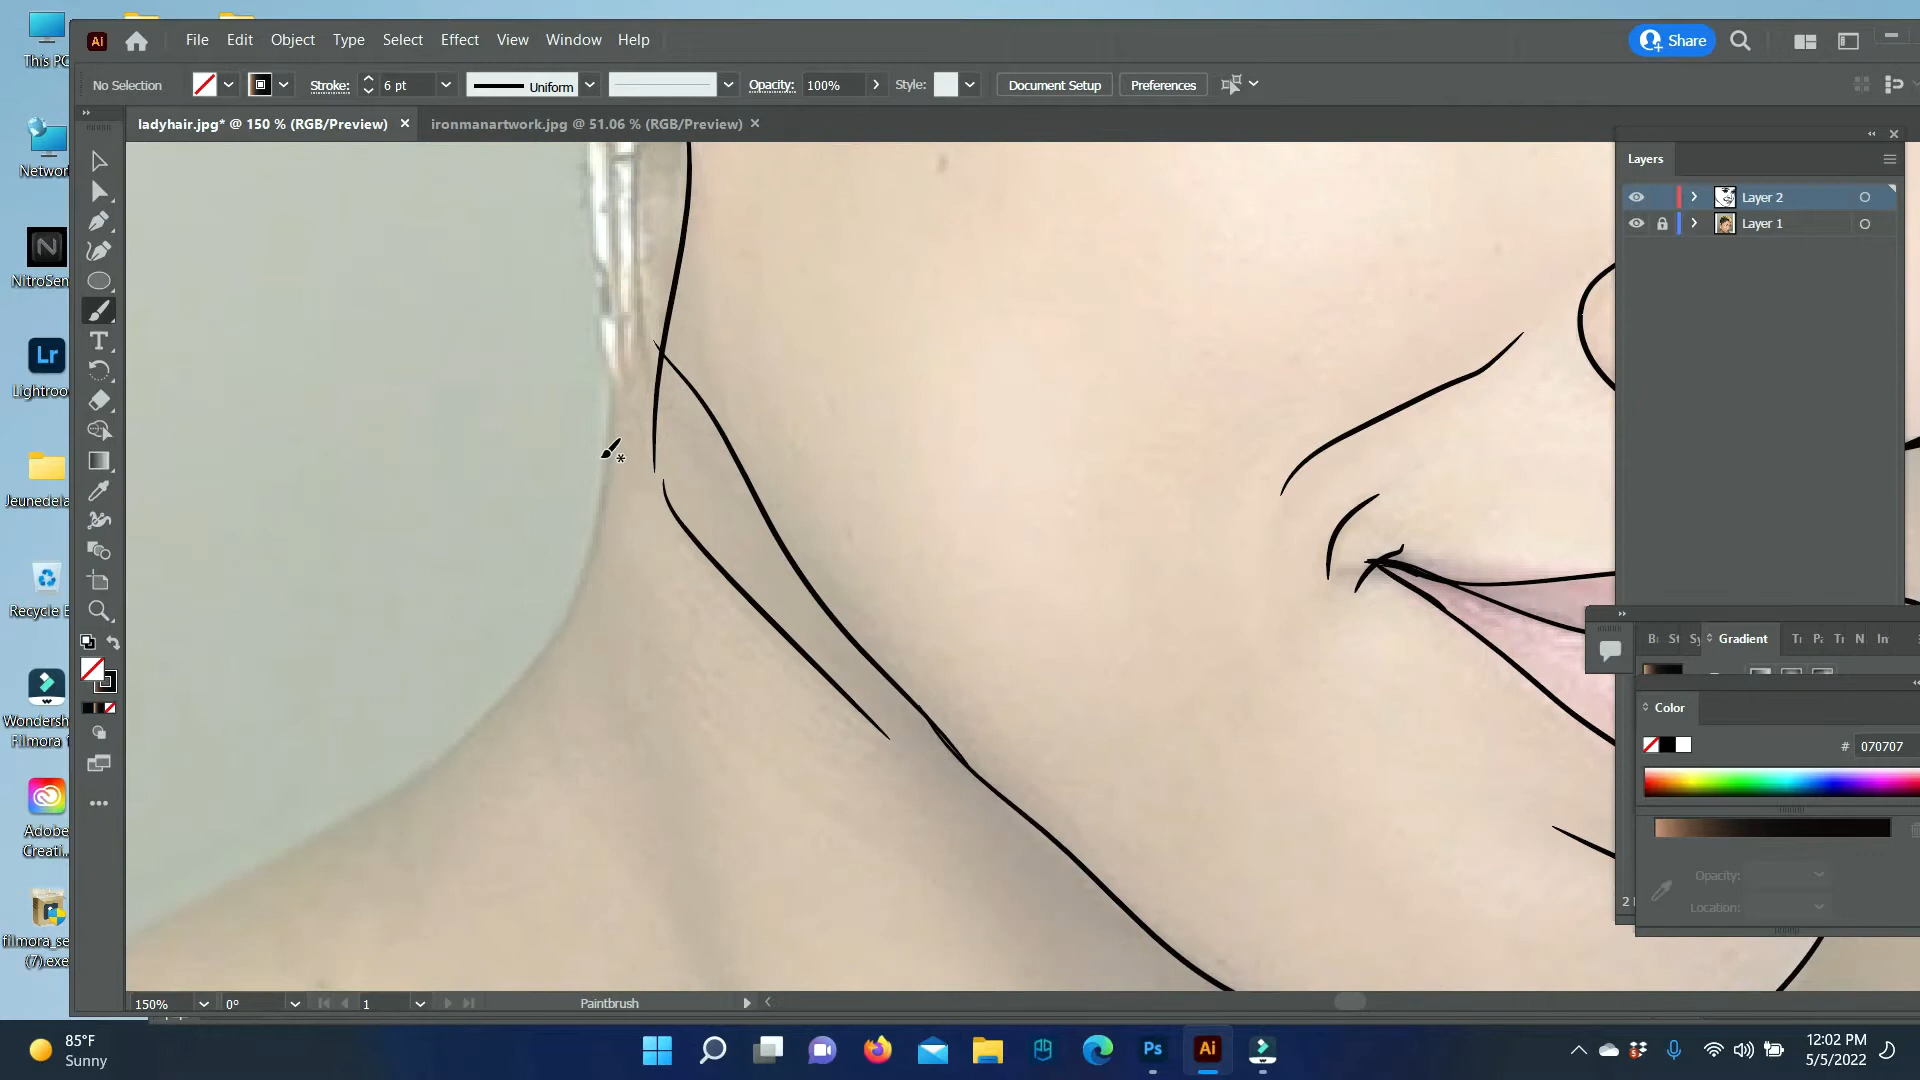 This PC
Network
NitroSen
Lr
Lightroo
Jeunedela
Recycle B
Wondersh
Filmora
Adobe
Creati...
filmora_se
(7).exe
Ai
File Edit Object Type Select Effect View Window Help
Share
No Selection
Stroke:
6 pt
Uniform
Opacity:
100%
Style:
Document Setup
Preferences
ladyhair.jpg* @ 150 % (RGB/Preview)
ironmanartwork.jpg @ 51.06 % (RGB/Preview)
Layers
Layer 2
Layer 1
Gradient
Color
# 070707
Opacity:
Location:
150%
0°
1
Paintbrush
85°F
Sunny
Ps
Ai
12:02 PM
5/5/2022